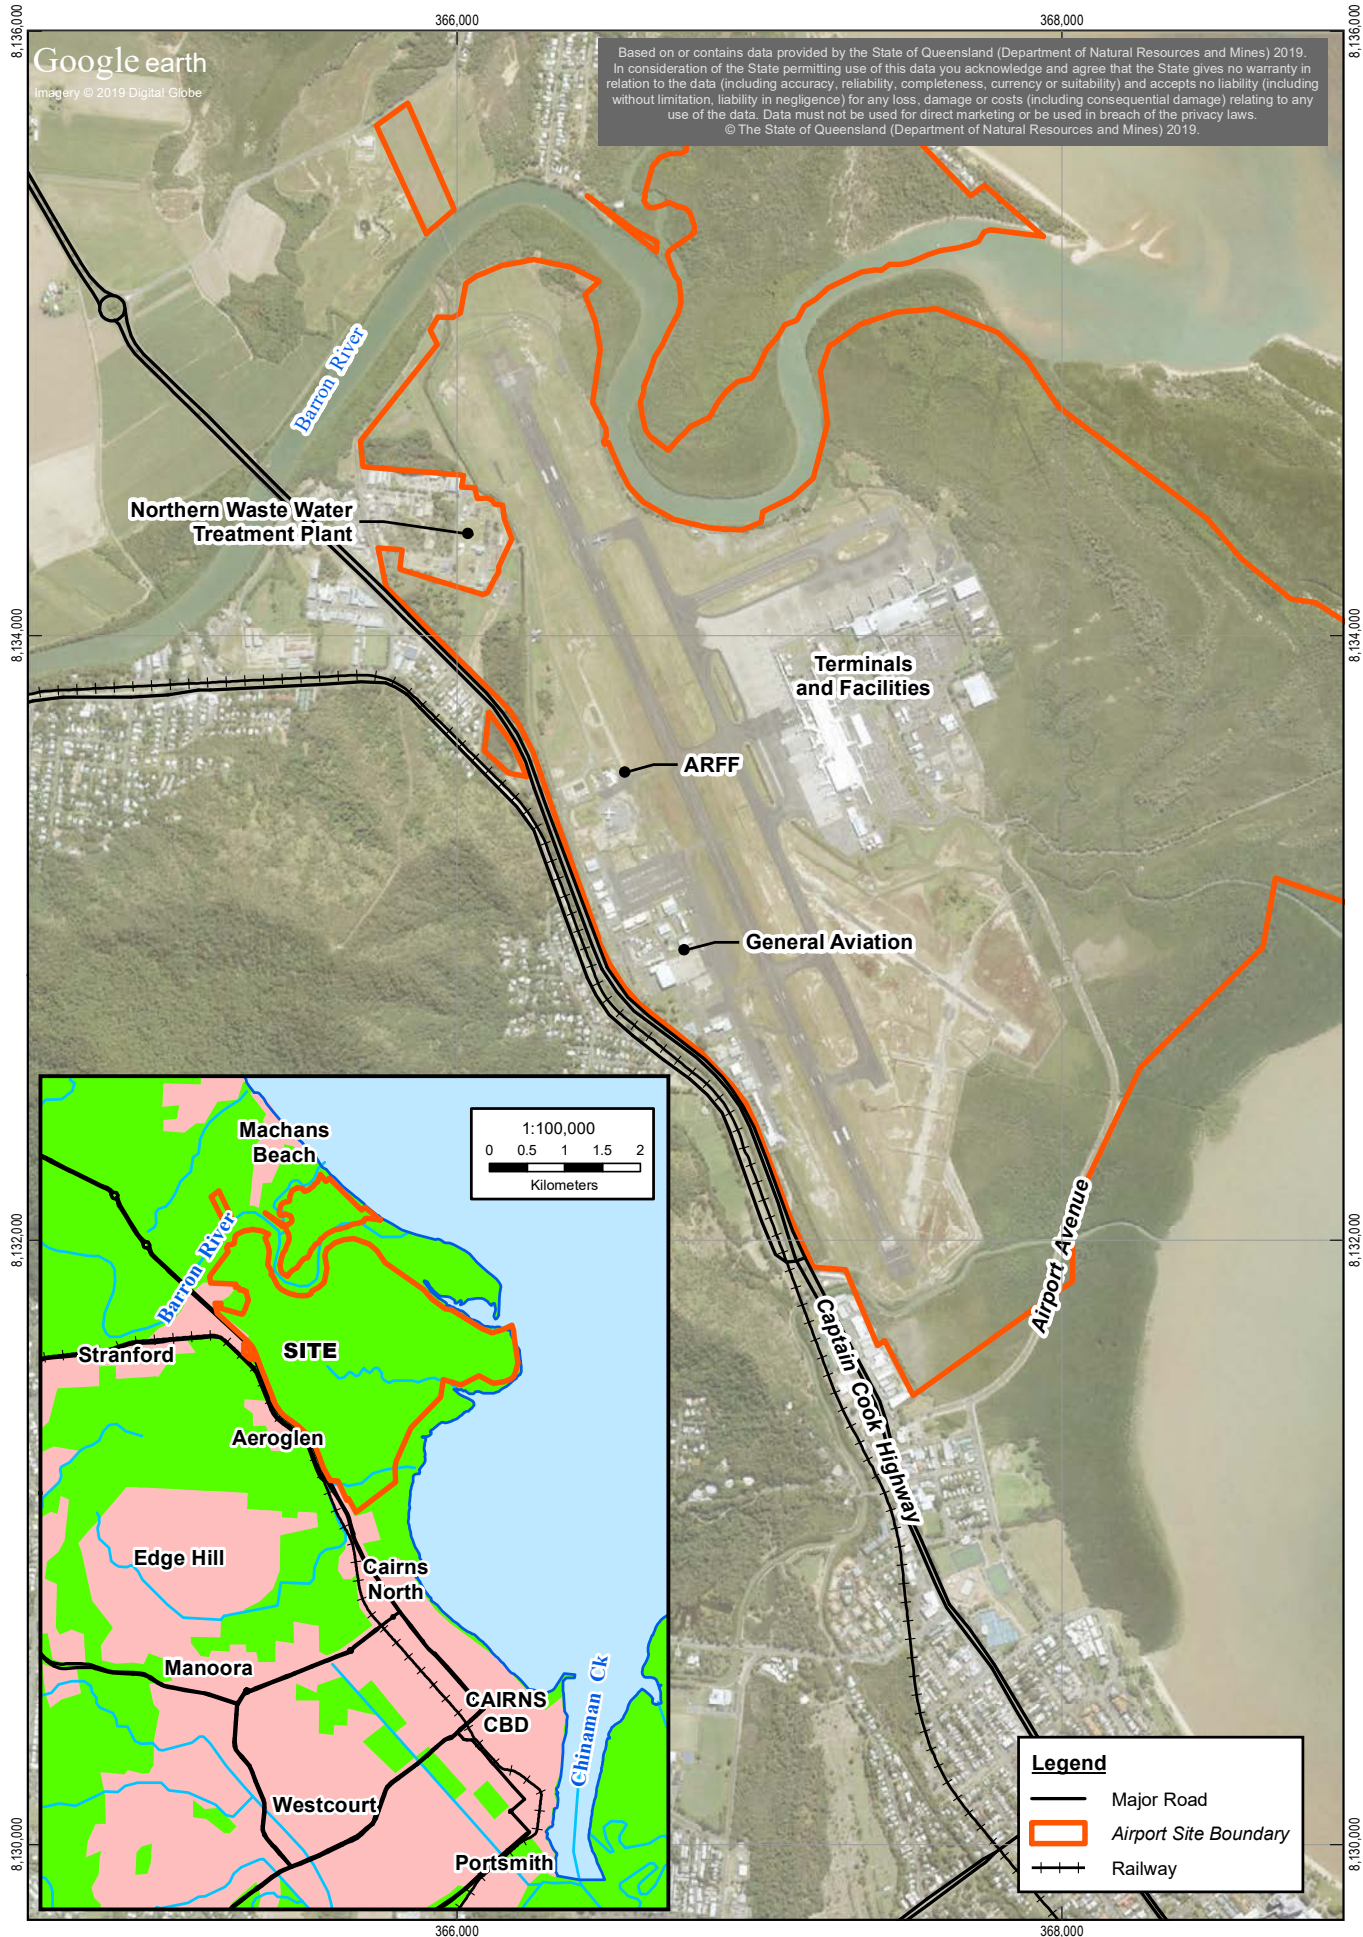 366,000
368,000
8,136,000
8,136,000
Google earth
Imagery © 2019 Digital Globe
Based on or contains data provided by the State of Queensland (Department of Natural Resources and Mines) 2019.
In consideration of the State permitting use of this data you acknowledge and agree that the State gives no warranty in
relation to the data (including accuracy, reliability, completeness, currency or suitability) and accepts no liability (including
without limitation, liability in negligence) for any loss, damage or costs (including consequential damage) relating to any
use of the data. Data must not be used for direct marketing or be used in breach of the privacy laws.
© The State of Queensland (Department of Natural Resources and Mines) 2019.
Barron River
Northern Waste Water
Treatment Plant
8,134,000
8,134,000
Terminals
and Facilities
ARFF
General Aviation
Airport Avenue
Captain Cook Highway
8,132,000
8,132,000
Machans
Beach
1:100,000
0 0.5 1 1.5 2
Kilometers
Barron River
Stranford
SITE
Aeroglen
Edge Hill
Cairns
North
Manoora
CAIRNS
CBD
Chinaman Ck
Westcourt
Portsmith
Legend
Major Road
Airport Site Boundary
Railway
8,130,000
8,130,000
366,000
368,000